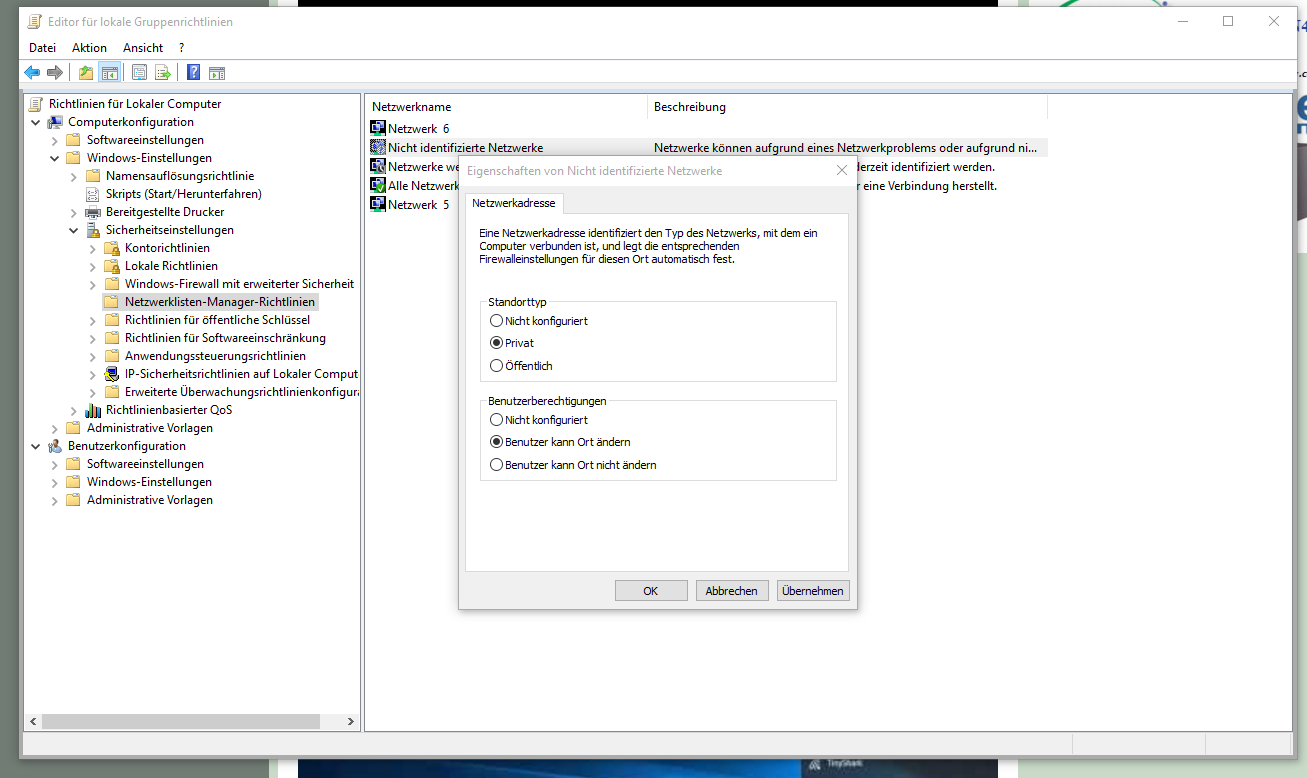 Editor für lokale Gruppenrichtlinien
Datei Aktion Ansicht ?
Richtlinien für Lokaler Computer
Computerkonfiguration
Softwareeinstellungen
Windows-Einstellungen
Namensauflösungsrichtlinie
Skripts (Start/Herunterfahren)
Bereitgestellte Drucker
Sicherheitseinstellungen
Kontorichtlinien
Lokale Richtlinien
Windows-Firewall mit erweiterter Sicherheit
Netzwerklisten-Manager-Richtlinien
Richtlinien für öffentliche Schlüssel
Richtlinien für Softwareeinschränkung
Anwendungssteuerungsrichtlinien
IP-Sicherheitsrichtlinien auf Lokaler Comput
Erweiterte Überwachungsrichtlinienkonfigura
Richtlinienbasierter QoS
Administrative Vorlagen
Benutzerkonfiguration
Softwareeinstellungen
Windows-Einstellungen
Administrative Vorlagen
Netzwerkname Beschreibung
Netzwerk 6
Nicht identifizierte Netzwerke Netzwerke können aufgrund eines Netzwerkproblems oder aufgrund ni...
Netzwerke we derzeit identifiziert werden.
Alle Netzwerk r eine Verbindung herstellt.
Netzwerk 5
Eigenschaften von Nicht identifizierte Netzwerke
Netzwerkadresse
Eine Netzwerkadresse identifiziert den Typ des Netzwerks, mit dem ein
Computer verbunden ist, und legt die entsprechenden
Firewalleinstellungen für diesen Ort automatisch fest.
Standorttyp
Nicht konfiguriert
Privat
Öffentlich
Benutzerberechtigungen
Nicht konfiguriert
Benutzer kann Ort ändern
Benutzer kann Ort nicht ändern
OK Abbrechen Übernehmen